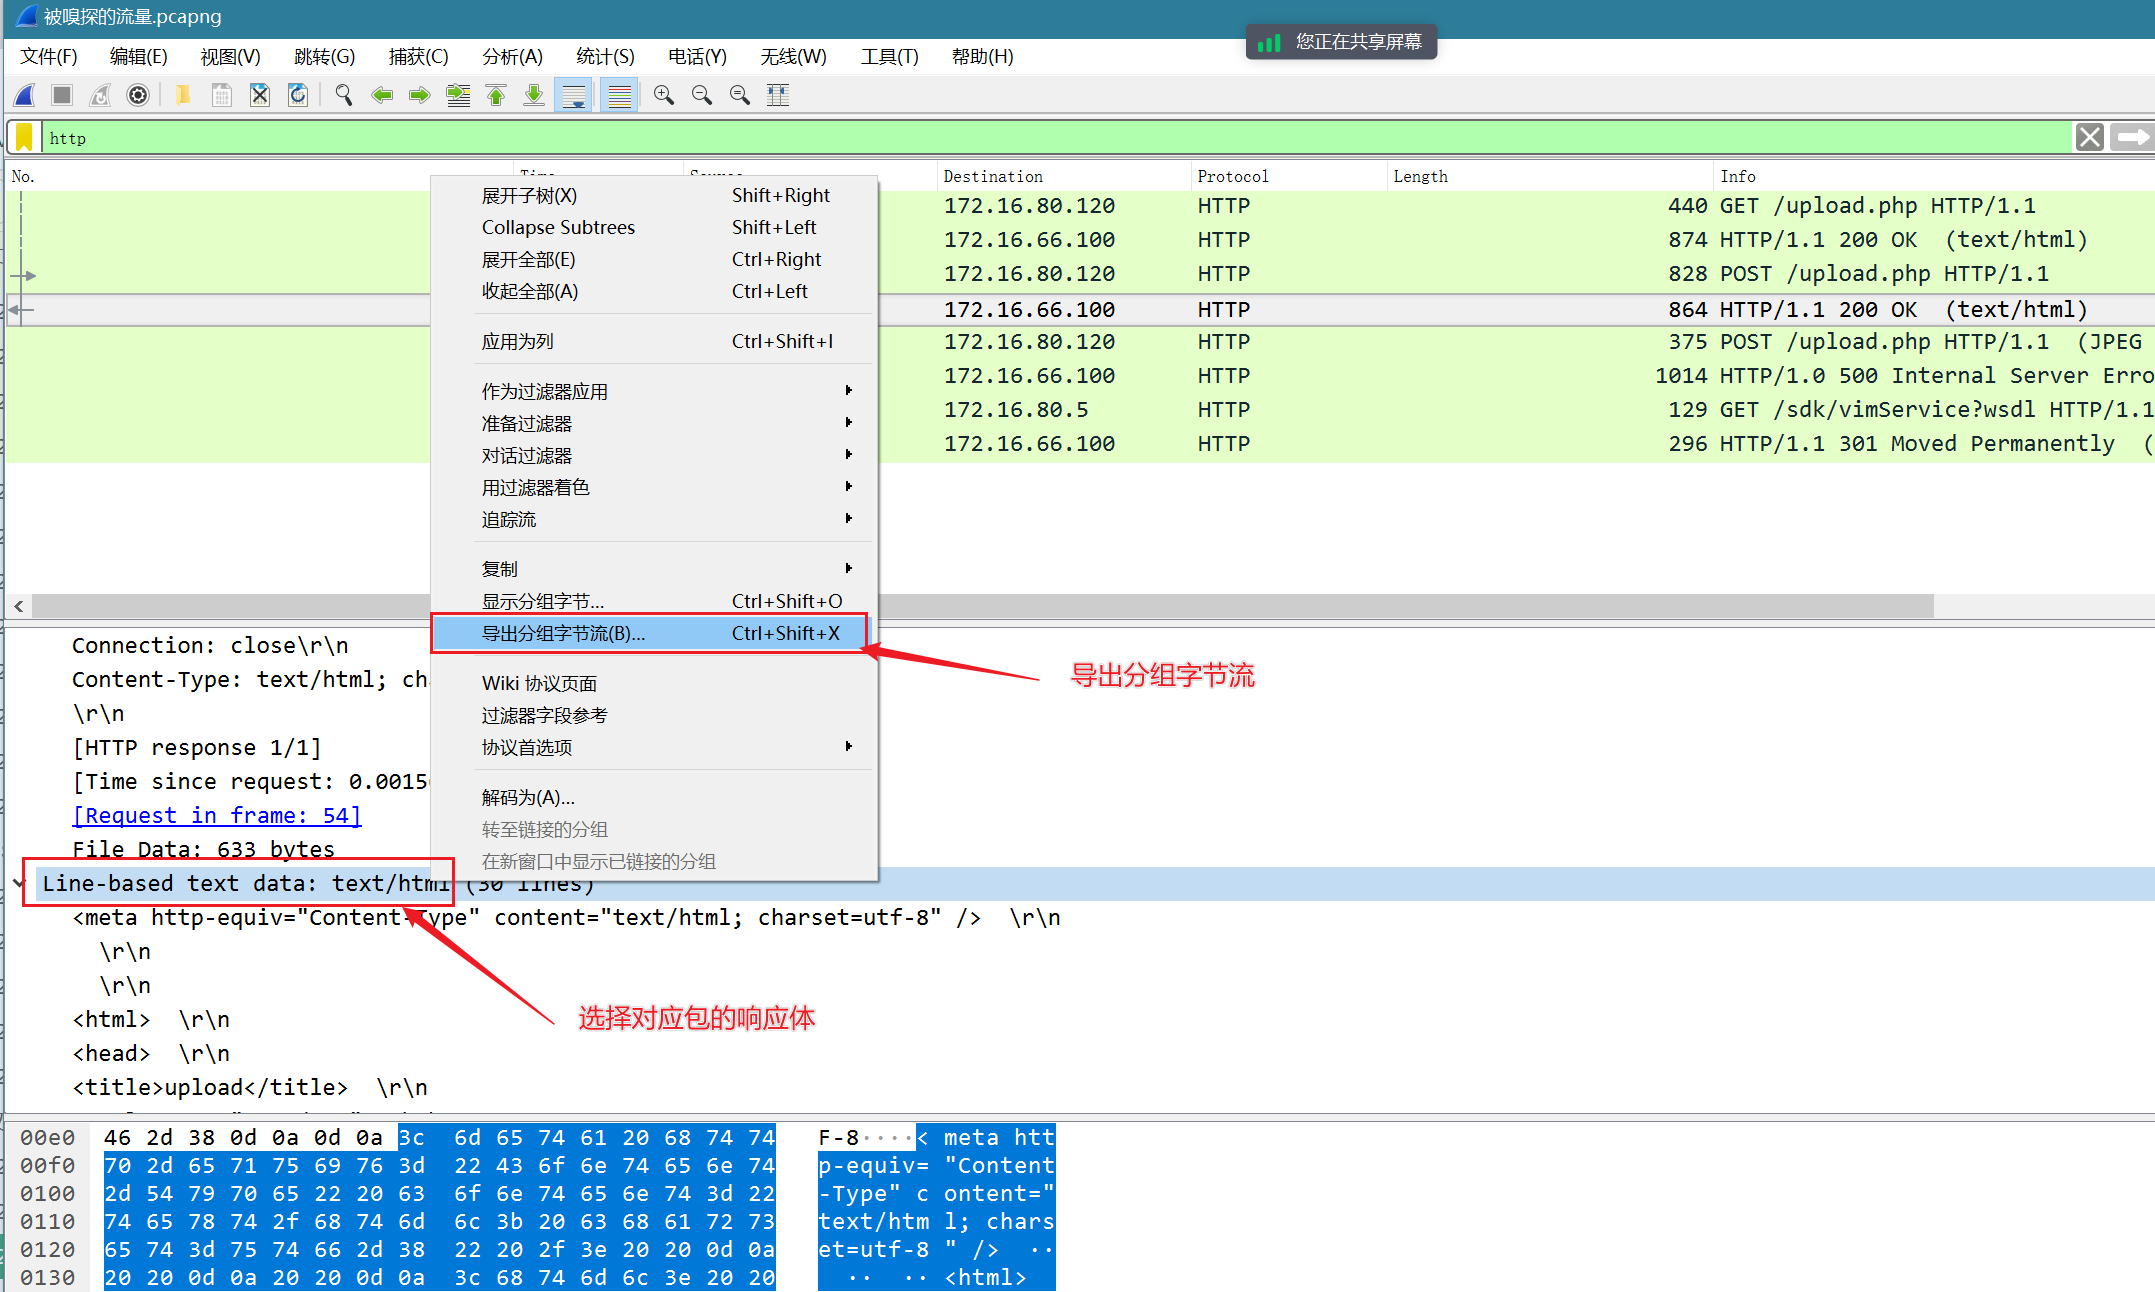 被嗅探的流量.pcapng
您正在共享屏幕
文件(F) 编辑(E) 视图(V) 跳转(G) 捕获(C) 分析(A) 统计(S) 电话(Y) 无线(W) 工具(T) 帮助(H)
http
No. Destination Protocol Length Info
172.16.80.120 HTTP 440 GET /upload.php HTTP/1.1
172.16.66.100 HTTP 874 HTTP/1.1 200 OK (text/html)
172.16.80.120 HTTP 828 POST /upload.php HTTP/1.1
172.16.66.100 HTTP 864 HTTP/1.1 200 OK (text/html)
172.16.80.120 HTTP 375 POST /upload.php HTTP/1.1 (JPEG
172.16.66.100 HTTP 1014 HTTP/1.0 500 Internal Server Erro
172.16.80.5 HTTP 129 GET /sdk/vimService?wsdl HTTP/1.1
172.16.66.100 HTTP 296 HTTP/1.1 301 Moved Permanently (
展开子树(X) Shift+Right
Collapse Subtrees Shift+Left
展开全部(E) Ctrl+Right
收起全部(A) Ctrl+Left
应用为列 Ctrl+Shift+I
作为过滤器应用
准备过滤器
对话过滤器
用过滤器着色
追踪流
复制
显示分组字节... Ctrl+Shift+O
导出分组字节流(B)... Ctrl+Shift+X
Wiki 协议页面
过滤器字段参考
协议首选项
解码为(A)...
转至链接的分组
在新窗口中显示已链接的分组
导出分组字节流
Connection: close\r\n
Content-Type: text/html; ch
\r\n
[HTTP response 1/1]
[Time since request: 0.0015
[Request in frame: 54]
File Data: 633 bytes
Line-based text data: text/html (30 lines)
<meta http-equiv="Content-Type" content="text/html; charset=utf-8" /> \r\n
\r\n
\r\n
<html> \r\n
<head> \r\n
<title>upload</title> \r\n
选择对应包的响应体
00e0 46 2d 38 0d 0a 0d 0a 3c 6d 65 74 61 20 68 74 74 F-8····< meta htt
00f0 70 2d 65 71 75 69 76 3d 22 43 6f 6e 74 65 6e 74 p-equiv= "Content
0100 2d 54 79 70 65 22 20 63 6f 6e 74 65 6e 74 3d 22 -Type" c ontent="
0110 74 65 78 74 2f 68 74 6d 6c 3b 20 63 68 61 72 73 text/htm l; chars
0120 65 74 3d 75 74 66 2d 38 22 20 2f 3e 20 20 0d 0a et=utf-8 " /> ··
0130 20 20 0d 0a 20 20 0d 0a 3c 68 74 6d 6c 3e 20 20 ·· ·· <html>